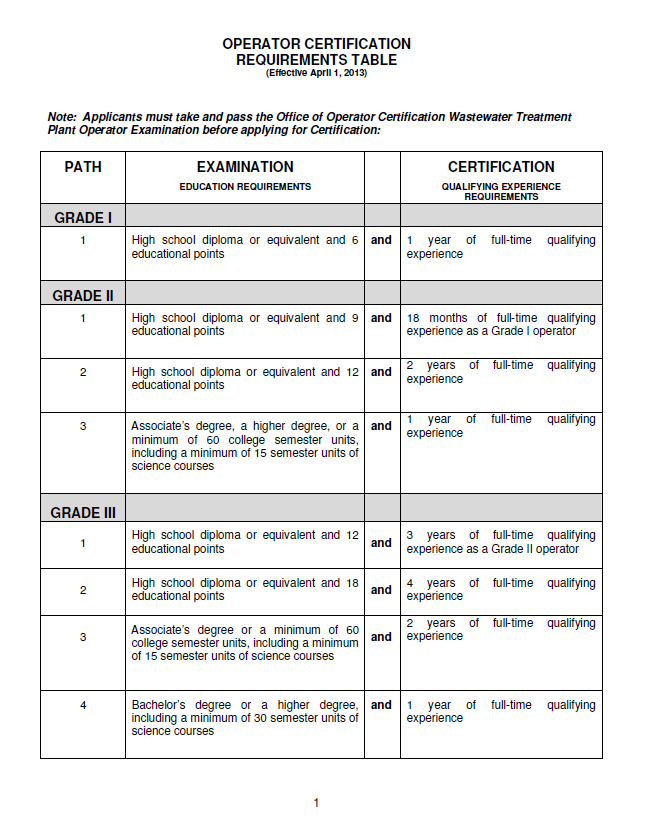 OPERATOR CERTIFICATION
REQUIREMENTS TABLE
(Effective April 1, 2013)
Note: Applicants must take and pass the Office of Operator Certification Wastewater Treatment
Plant Operator Examination before applying for Certification:
PATH
EXAMINATION
EDUCATION REQUIREMENTS
CERTIFICATION
QUALIFYING EXPERIENCE
REQUIREMENTS
GRADE I
1
High school diploma or equivalent and 6
educational points
and
1 year of full-time qualifying
experience
GRADE II
1
High school diploma or equivalent and 9
educational points
and
18 months of full-time qualifying
experience as a Grade I operator
2
High school diploma or equivalent and 12
educational points
and
2 years of full-time qualifying
experience
3
Associate's degree, a higher degree, or a
minimum of 60 college semester units,
including a minimum of 15 semester units of
science courses
and
1 year of full-time qualifying
experience
GRADE III
1
High school diploma or equivalent and 12
educational points
and
3 years of full-time qualifying
experience as a Grade II operator
2
High school diploma or equivalent and 18
educational points
and
4 years of full-time qualifying
experience
3
Associate's degree or a minimum of 60
college semester units, including a minimum
of 15 semester units of science courses
and
2 years of full-time qualifying
experience
4
Bachelor's degree or a higher degree,
including a minimum of 30 semester units of
science courses
and
1 year of full-time qualifying
experience
1